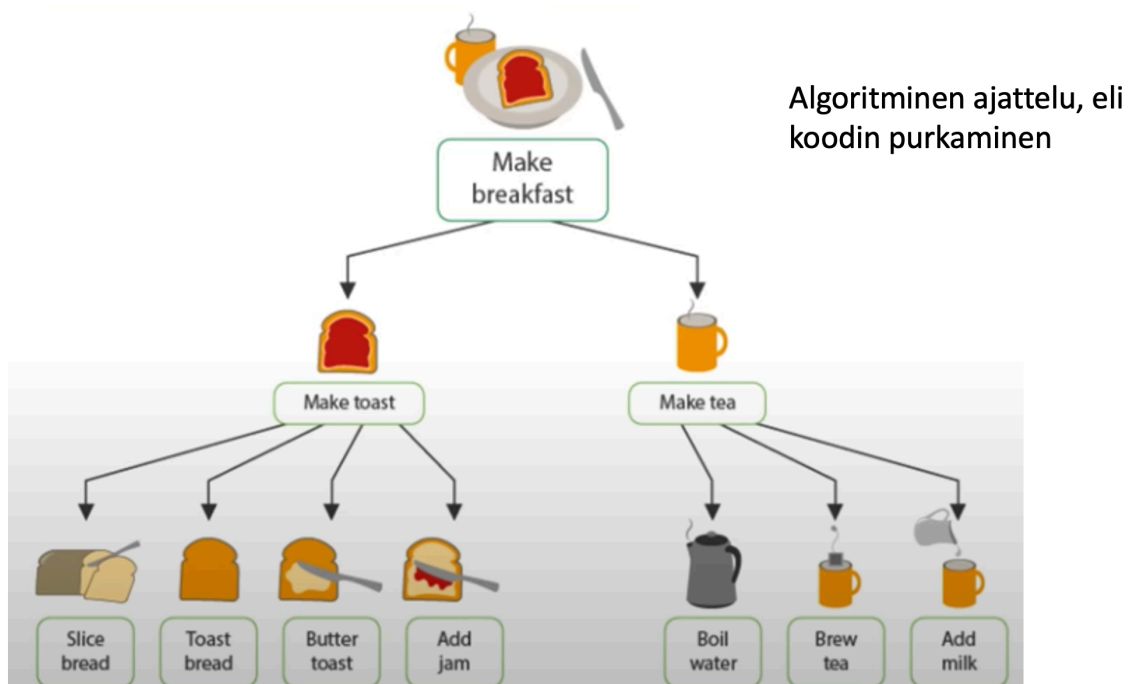 Algoritminen ajattelu, eli
koodin purkaminen
Make
breakfast
Make toast
Make tea
Slice
bread
Toast
bread
Butter
toast
Add
jam
Boil
water
Brew
tea
Add
milk